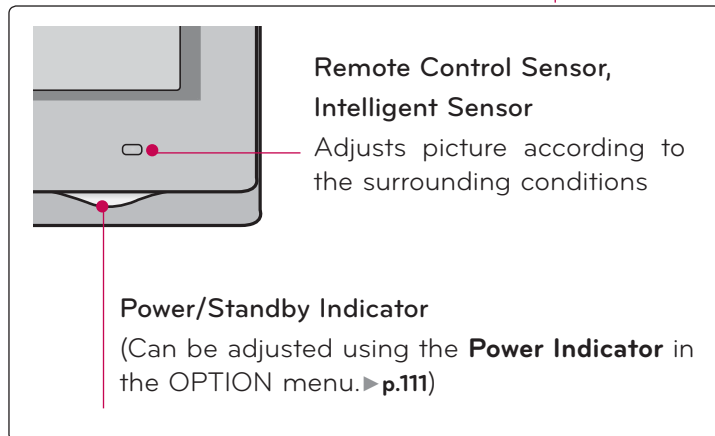 Remote Control Sensor,
Intelligent Sensor
Adjusts picture according to
the surrounding conditions
Power/Standby Indicator
(Can be adjusted using the Power Indicator in
the OPTION menu.►p.111)